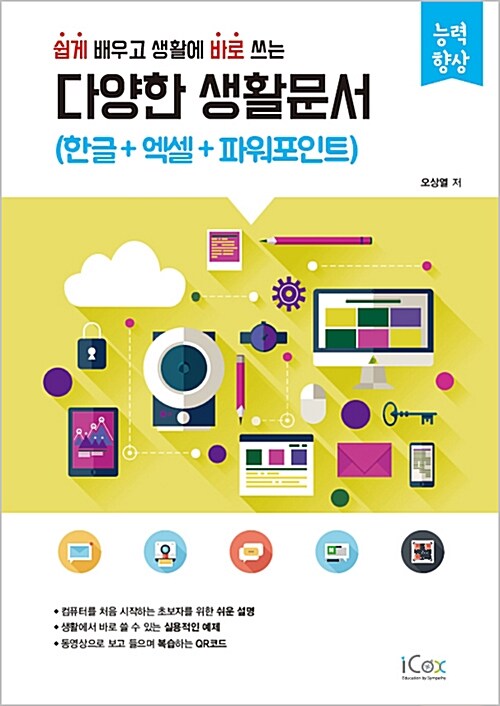 쉽게 배우고 생활에 바로 쓰는
능력
향상
다양한 생활문서
(한글 + 엑셀 + 파워포인트)
오상열 저
• 컴퓨터를 처음 시작하는 초보자를 위한 쉬운 설명
• 생활에서 바로 쓸 수 있는 실용적인 예제
• 동영상으로 보고 들으며 복습하는 QR코드
iCox
Education by Sympathy